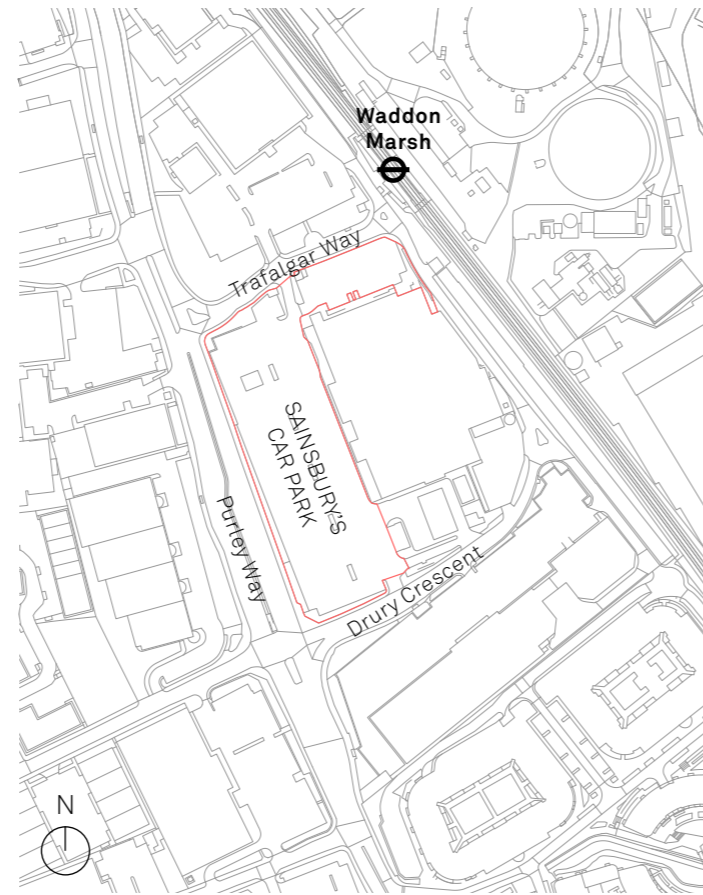 Waddon
Marsh
Trafalgar Way
SAINSBURY'S
CAR PARK
Purley Way
Drury Crescent
N